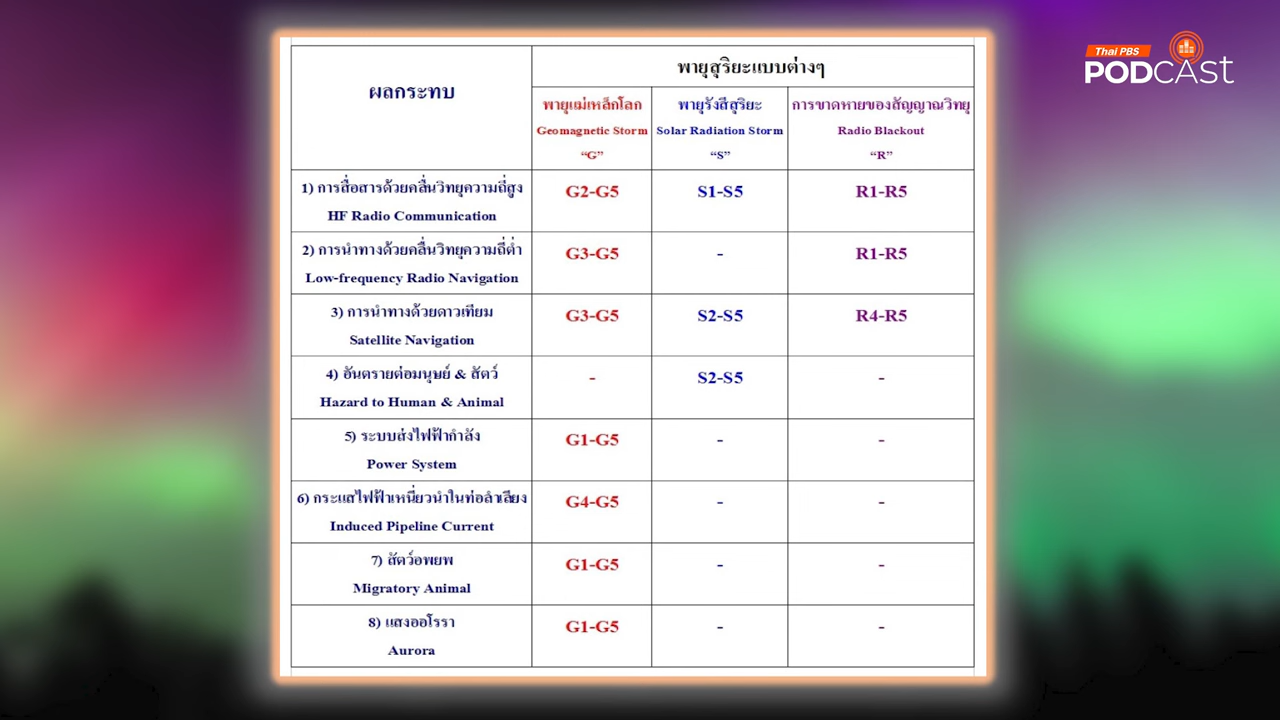 Thai PBS
PODCAST
ผลกระทบ
พายุสุริยะแบบต่างๆ
พายุแม่เหล็กโลก
Geomagnetic Storm
“G”
พายุรังสีสุริยะ
Solar Radiation Storm
“S”
การขาดหายของสัญญาณวิทยุ
Radio Blackout
“R”
1) การสื่อสารด้วยคลื่นวิทยุความถี่สูง
HF Radio Communication
G2-G5
S1-S5
R1-R5
2) การนำทางด้วยคลื่นวิทยุความถี่ต่ำ
Low-frequency Radio Navigation
G3-G5
-
R1-R5
3) การนำทางด้วยดาวเทียม
Satellite Navigation
G3-G5
S2-S5
R4-R5
4) อันตรายต่อมนุษย์ & สัตว์
Hazard to Human & Animal
-
S2-S5
-
5) ระบบส่งไฟฟ้ากำลัง
Power System
G1-G5
-
-
6) กระแสไฟฟ้าเหนี่ยวนำในท่อลำเลียง
Induced Pipeline Current
G4-G5
-
-
7) สัตว์อพยพ
Migratory Animal
G1-G5
-
-
8) แสงออโรรา
Aurora
G1-G5
-
-